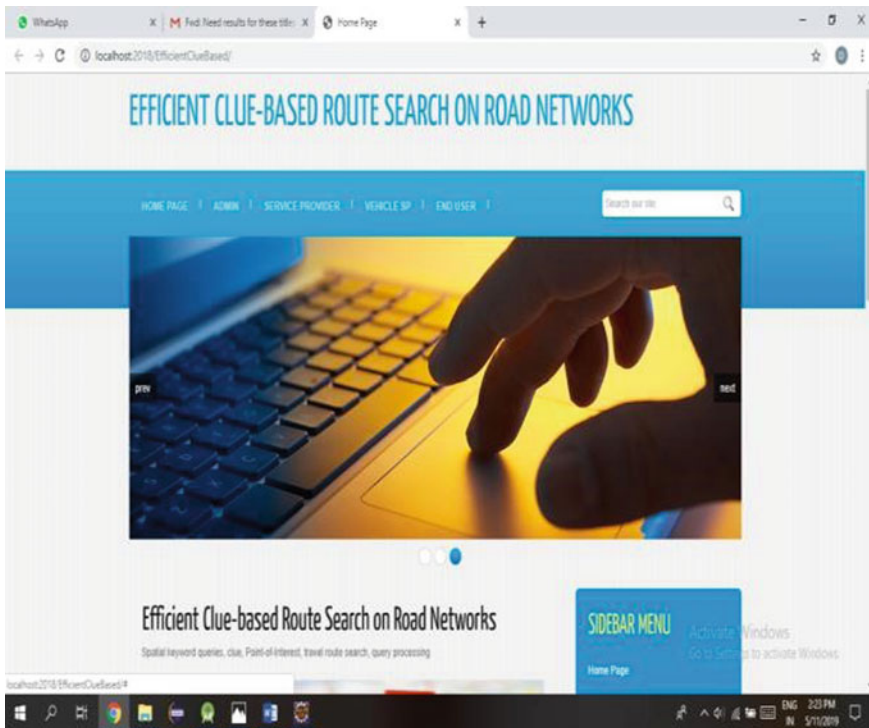 WhatsApp
Fwd: Need results for these title:
Home Page
localhost:2018/EfficientClueBased/
EFFICIENT CLUE-BASED ROUTE SEARCH ON ROAD NETWORKS
HOME PAGE
ADMIN
SERVICE PROVIDER
VEHICLE SP
END USER
Search our site
prev
next
Efficient Clue-based Route Search on Road Networks
Spatial keyword queries, clue, Point-of-Interest, travel route search, query processing
SIDEBAR MENU
Home Page
Activate Windows
Go to Settings to activate Windows.
localhost:2018/EfficientClueBased/#
ENG
IN
2:23 PM
5/11/2019